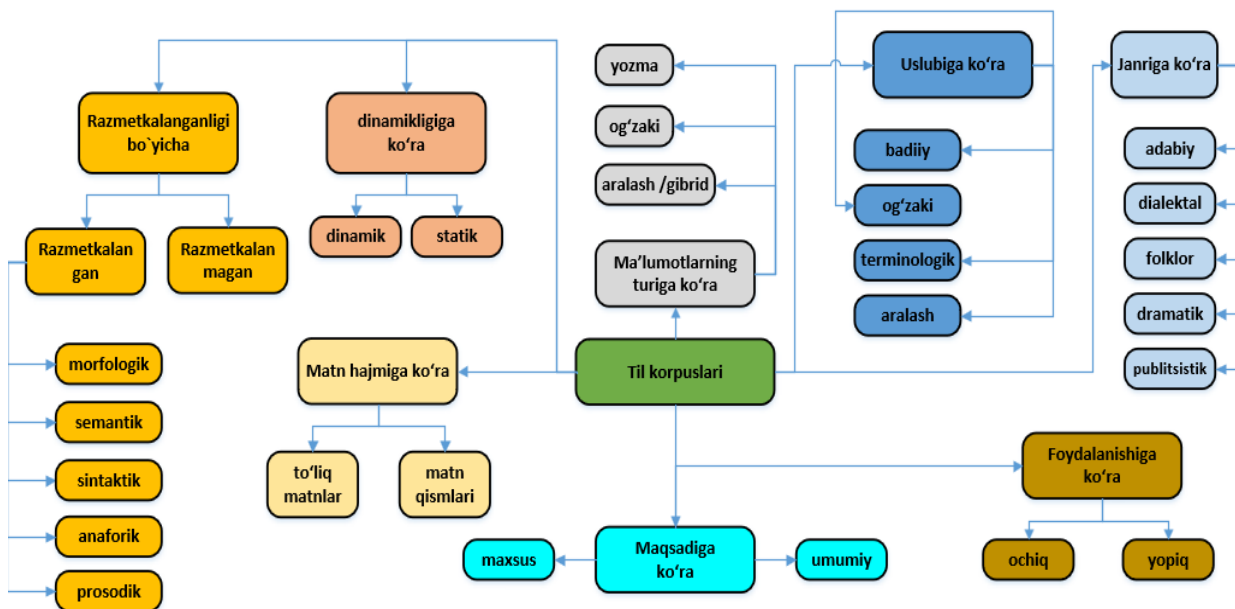 yozma
Uslubiga ko‘ra
Janriga ko‘ra
Razmetkalanganligi
bo`yicha
dinamikligiga
ko‘ra
og‘zaki
badiiy
adabiy
aralash /gibrid
og‘zaki
dialektal
Razmetkalan
gan
Razmetkalan
magan
dinamik
statik
Ma’lumotlarning
turiga ko‘ra
terminologik
folklor
aralash
dramatik
morfologik
Matn hajmiga ko‘ra
Til korpuslari
publitsistik
semantik
sintaktik
to‘liq
matnlar
matn
qismlari
Foydalanishiga
ko‘ra
anaforik
maxsus
Maqsadiga
ko‘ra
umumiy
ochiq
yopiq
prosodik